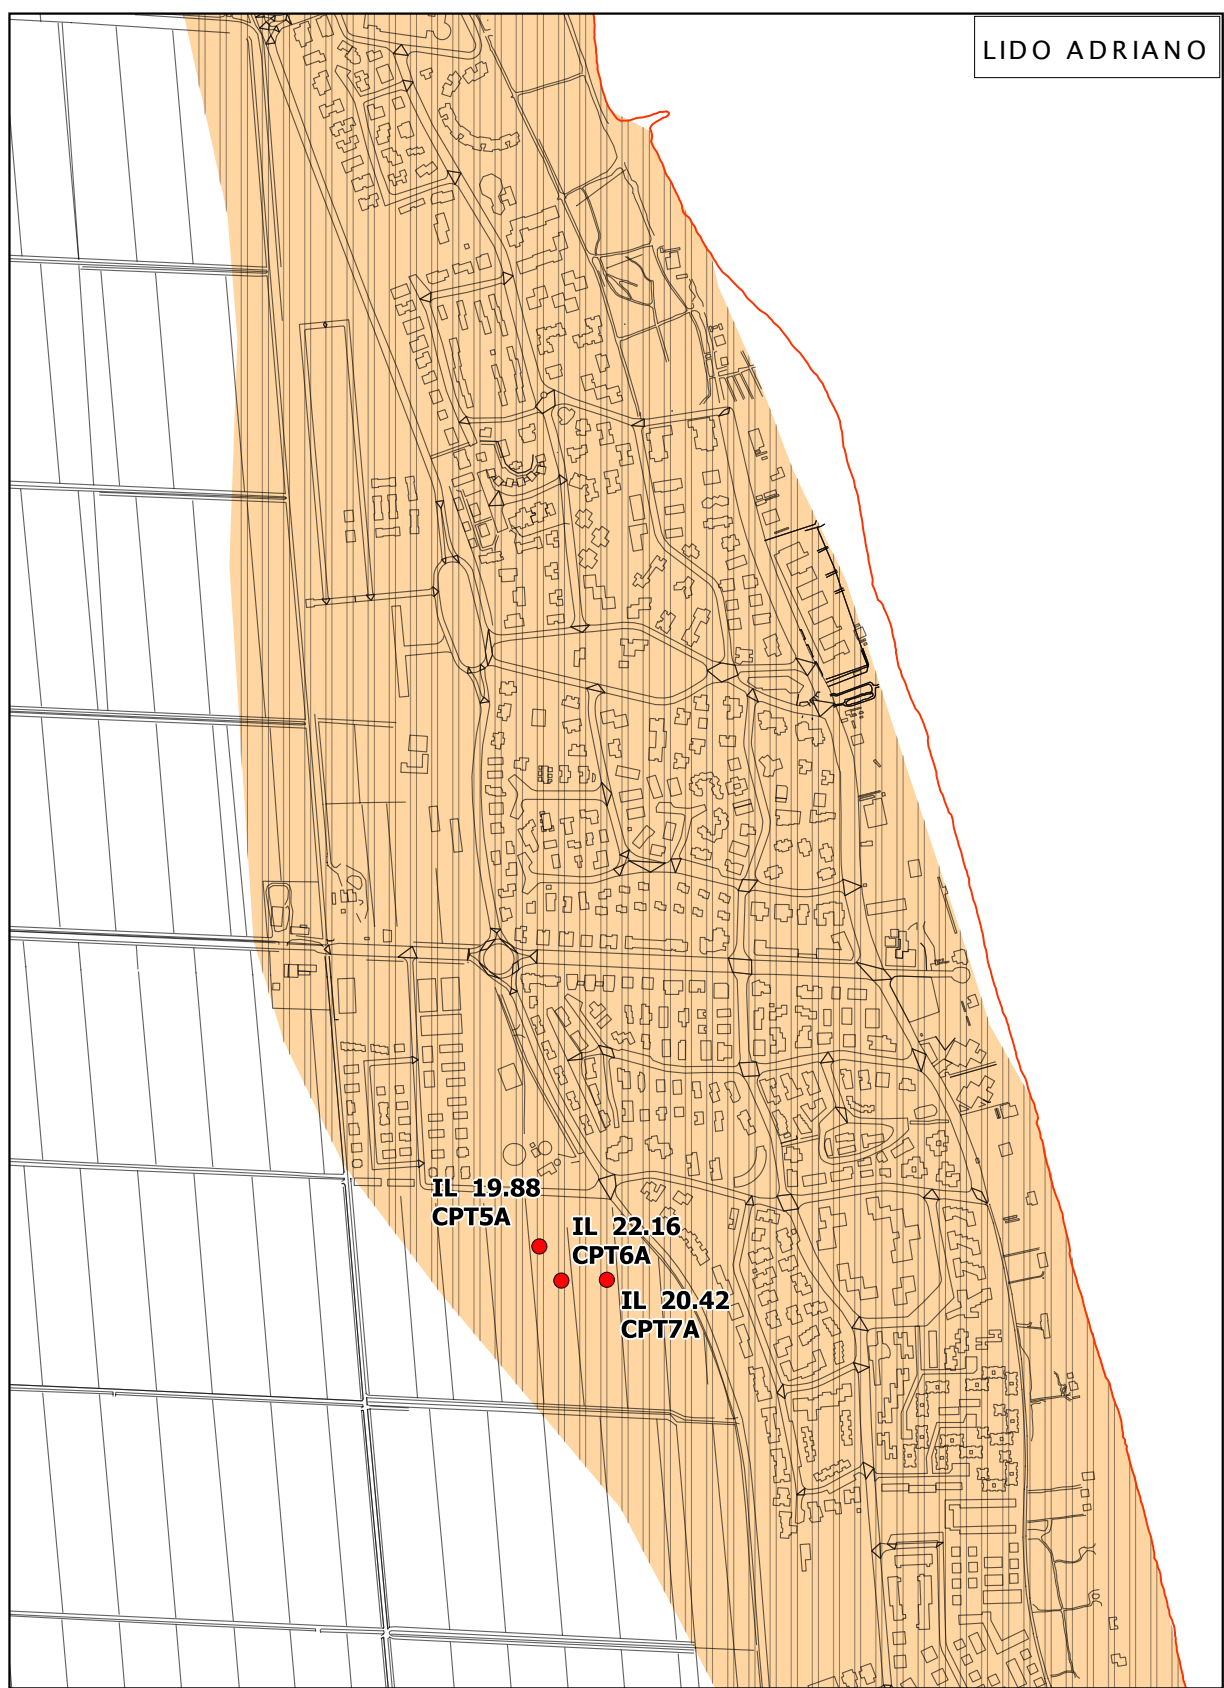 LIDO ADRIANO
IL 19.88
CPT5A
IL 22.16
CPT6A
IL 20.42
CPT7A